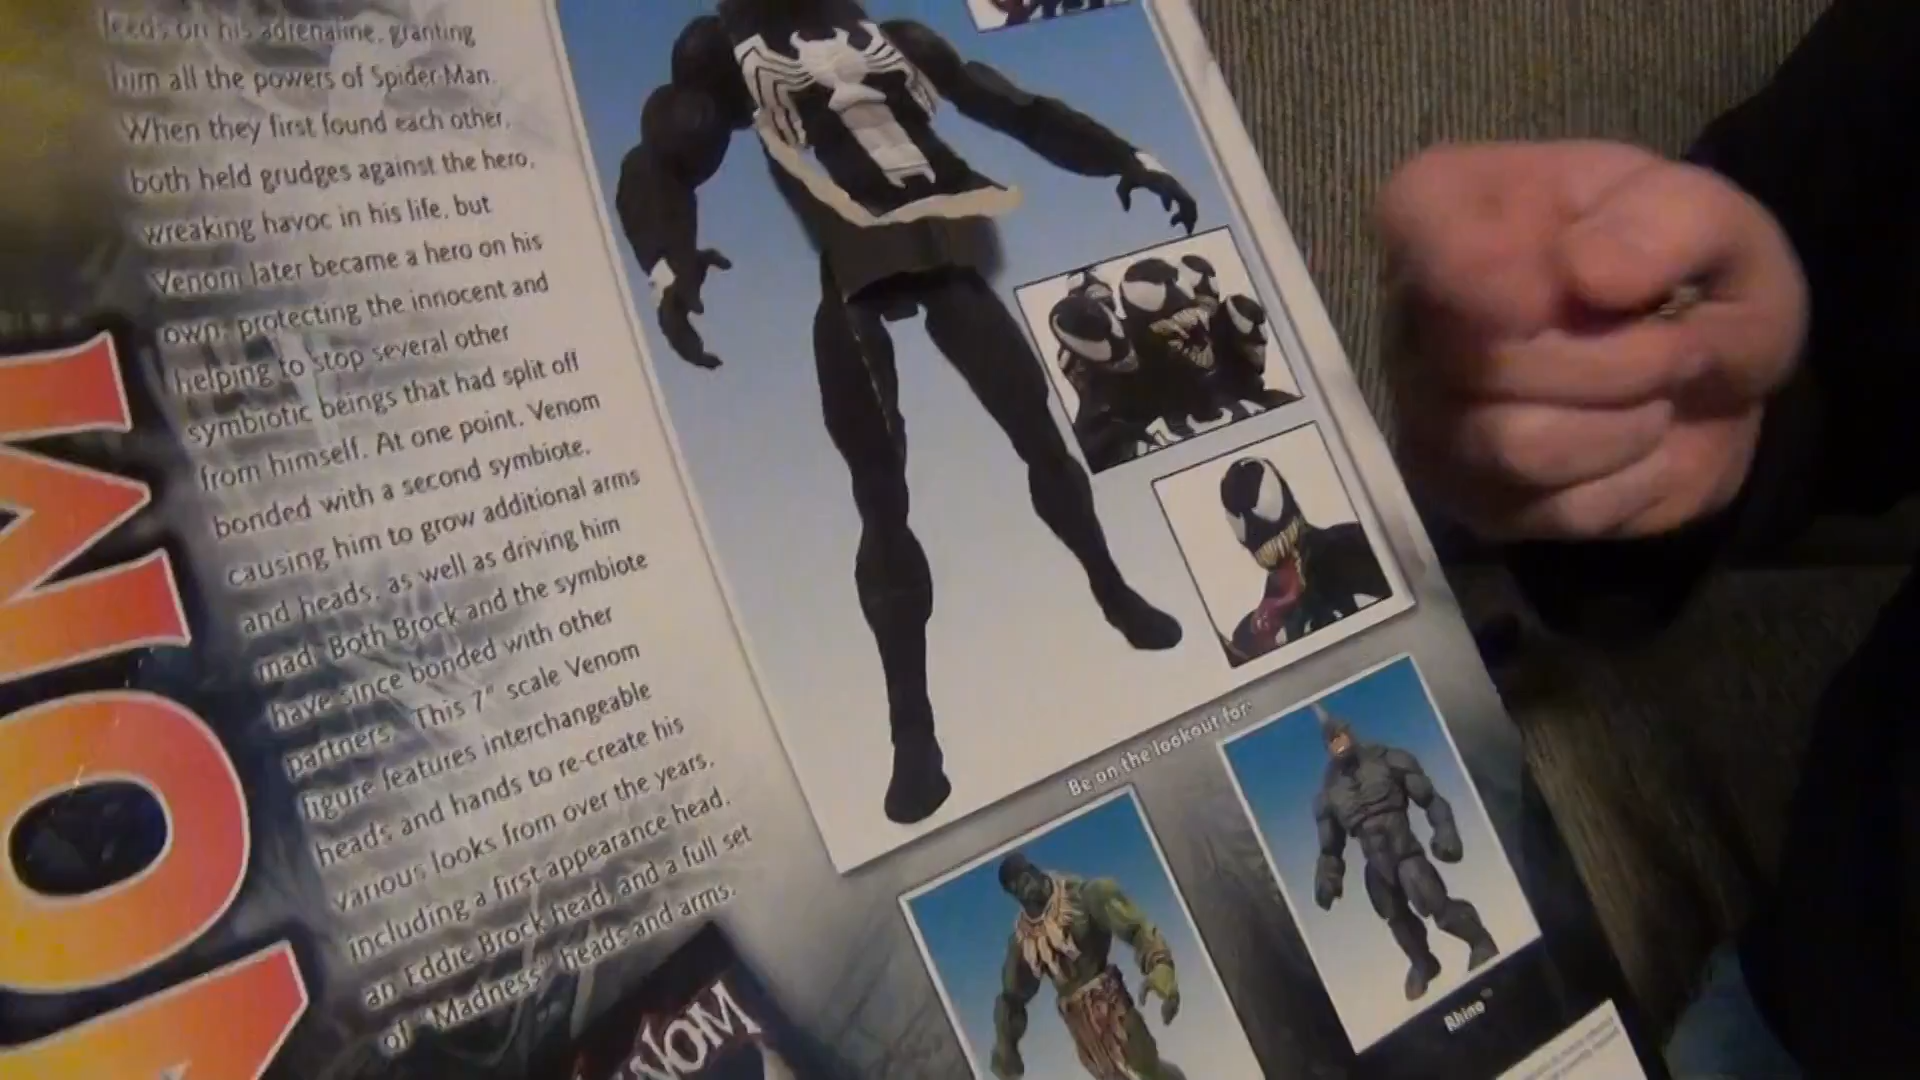 feeds on his adrenaline, granting
him all the powers of Spider-Man.
When they first found each other,
both held grudges against the hero,
wreaking havoc in his life, but
Venom later became a hero on his
own, protecting the innocent and
helping to stop several other
symbiotic beings that had split off
from himself. At one point, Venom
bonded with a second symbiote,
causing him to grow additional arms
and heads, as well as driving him
mad. Both Brock and the symbiote
have since bonded with other
partners. This 7" scale Venom
figure features interchangeable
heads and hands to re-create his
various looks from over the years,
including a first appearance head,
an Eddie Brock head, and a full set
of "Madness" heads and arms.
Be on the lookout for:
Rhino™